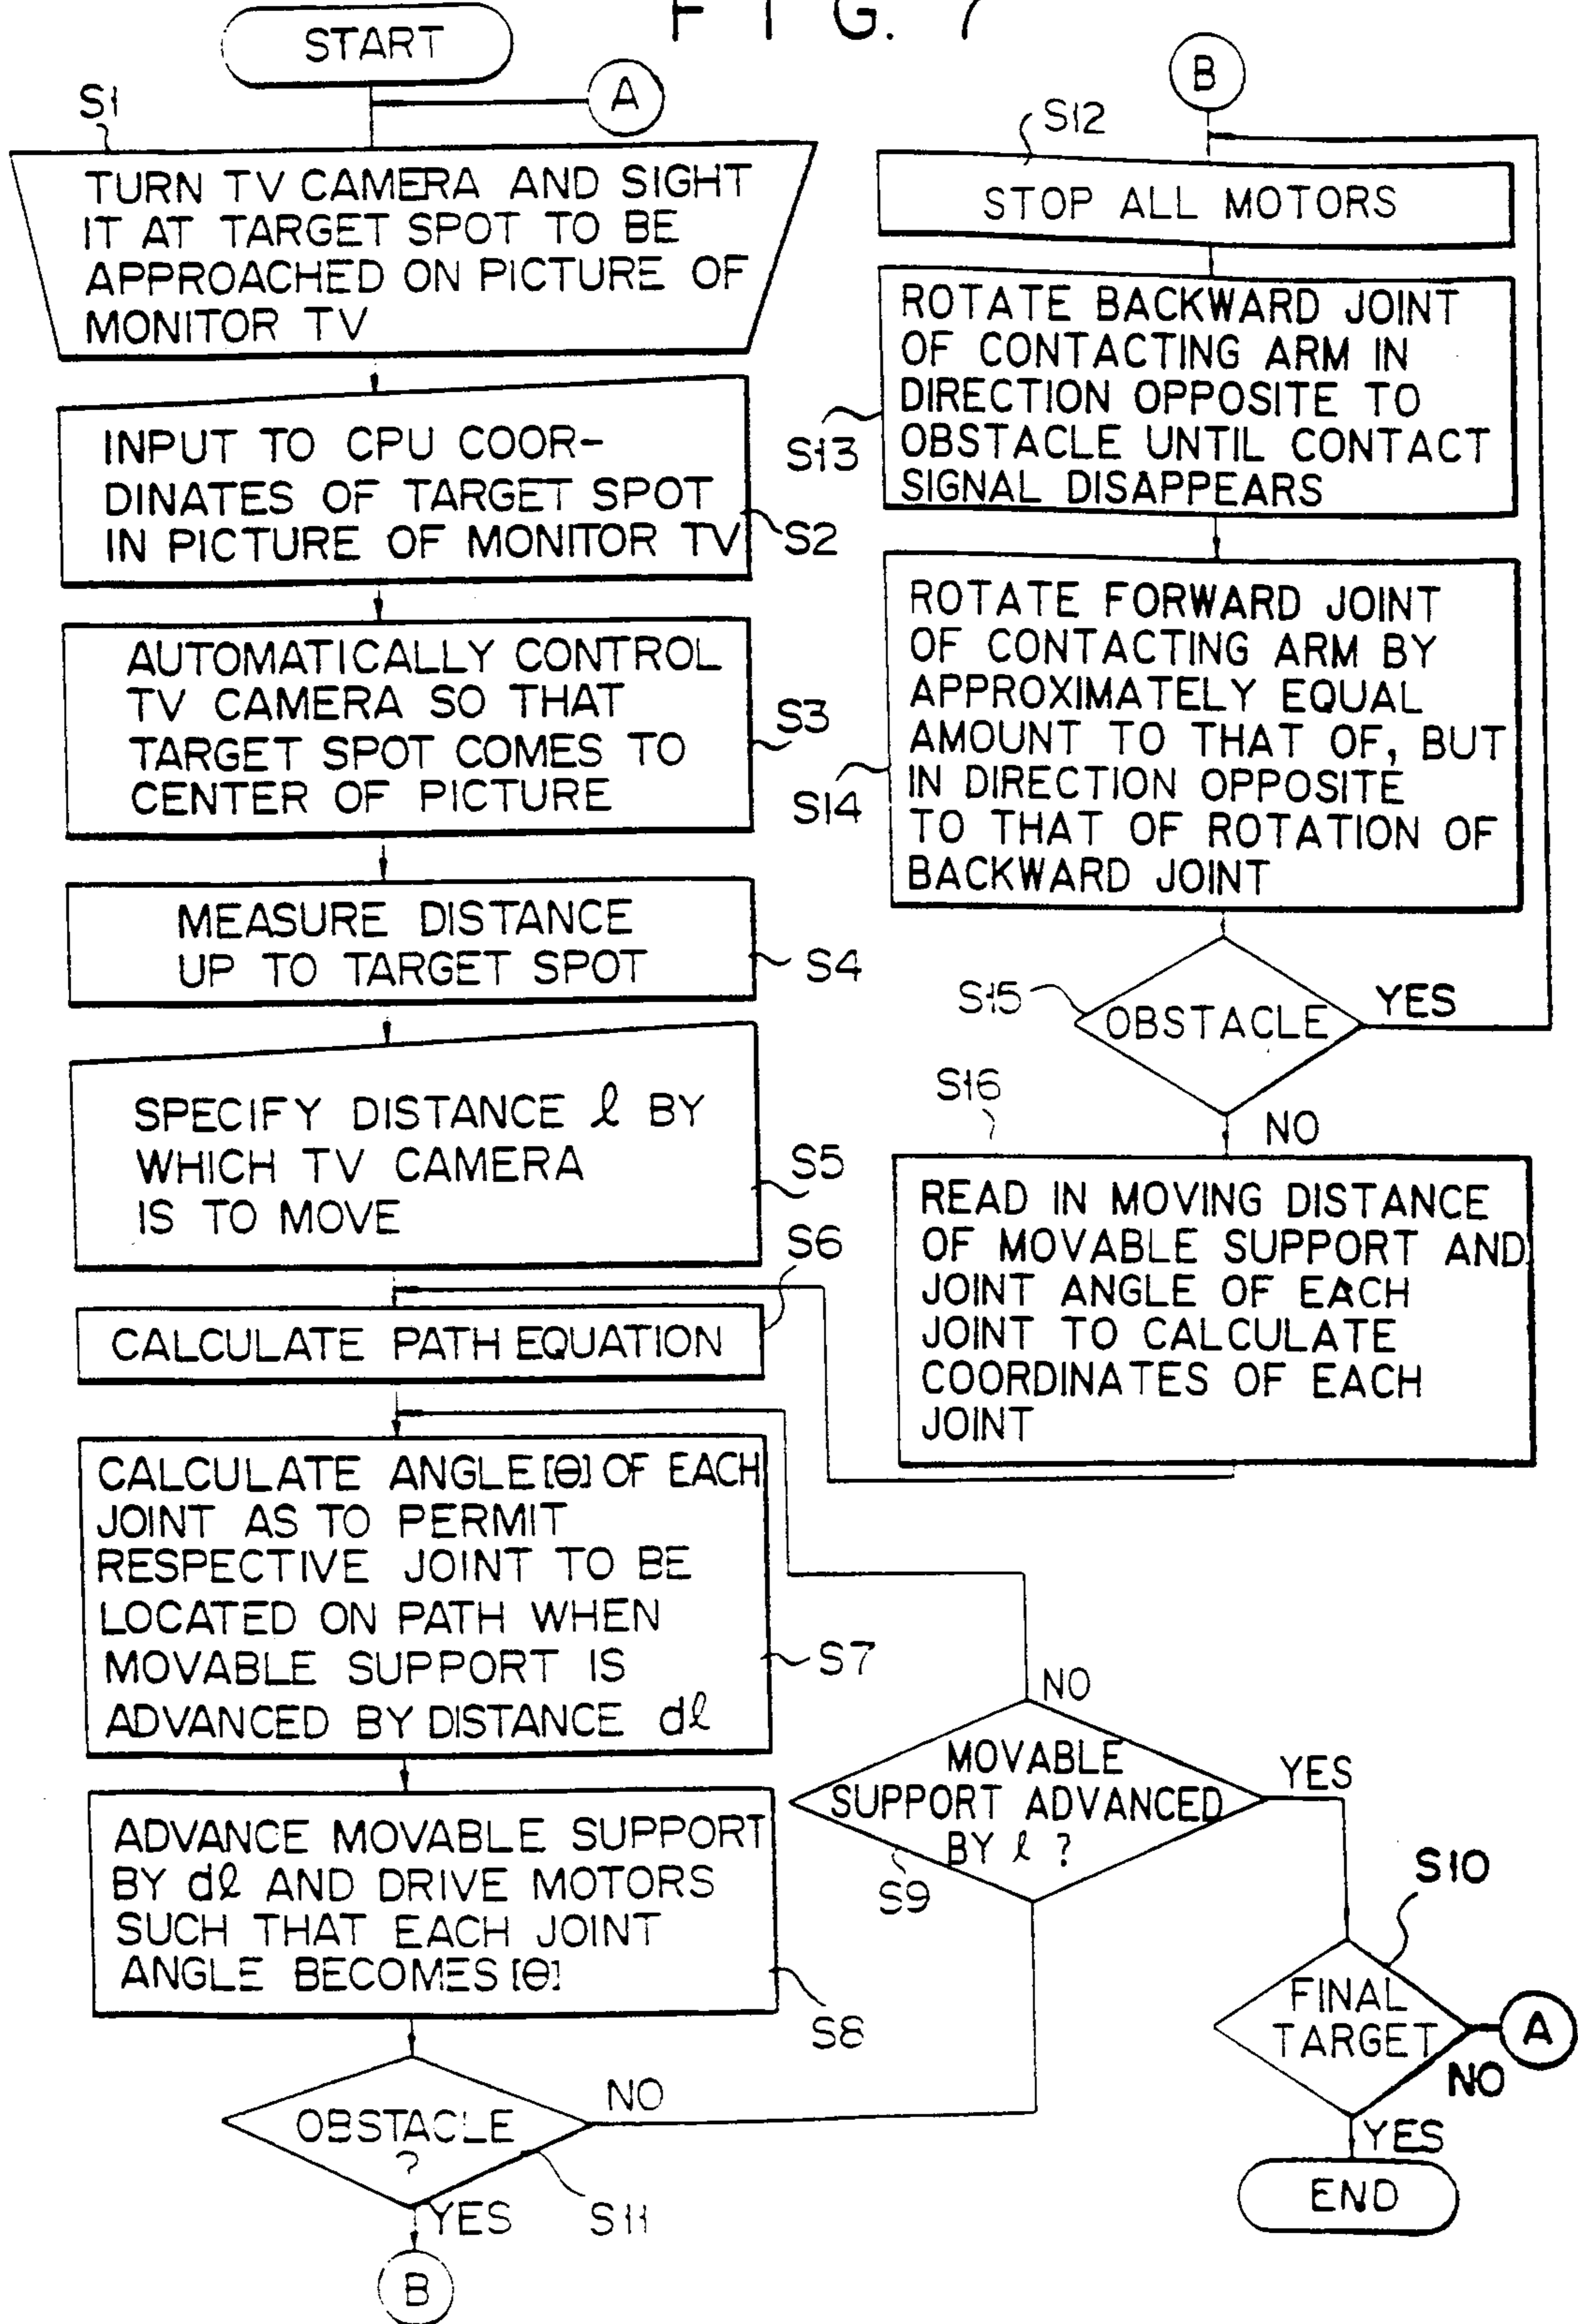 FIG. 7
START
A
S1
TURN TV CAMERA AND SIGHT
IT AT TARGET SPOT TO BE
APPROACHED ON PICTURE OF
MONITOR TV
INPUT TO CPU COOR-
DINATES OF TARGET SPOT
IN PICTURE OF MONITOR TV
S2
AUTOMATICALLY CONTROL
TV CAMERA SO THAT
TARGET SPOT COMES TO
CENTER OF PICTURE
S3
MEASURE DISTANCE
UP TO TARGET SPOT
S4
SPECIFY DISTANCE ℓ BY
WHICH TV CAMERA
IS TO MOVE
S5
S6
CALCULATE PATH EQUATION
CALCULATE ANGLE [θ] OF EACH
JOINT AS TO PERMIT
RESPECTIVE JOINT TO BE
LOCATED ON PATH WHEN
MOVABLE SUPPORT IS
ADVANCED BY DISTANCE dℓ
S7
ADVANCE MOVABLE SUPPORT
BY dℓ AND DRIVE MOTORS
SUCH THAT EACH JOINT
ANGLE BECOMES [θ]
S8
OBSTACLE
?
NO
S11
YES
B
B
S12
STOP ALL MOTORS
ROTATE BACKWARD JOINT
OF CONTACTING ARM IN
DIRECTION OPPOSITE TO
OBSTACLE UNTIL CONTACT
SIGNAL DISAPPEARS
S13
ROTATE FORWARD JOINT
OF CONTACTING ARM BY
APPROXIMATELY EQUAL
AMOUNT TO THAT OF, BUT
IN DIRECTION OPPOSITE
TO THAT OF ROTATION OF
BACKWARD JOINT
S14
S15
OBSTACLE
YES
NO
S16
READ IN MOVING DISTANCE
OF MOVABLE SUPPORT AND
JOINT ANGLE OF EACH
JOINT TO CALCULATE
COORDINATES OF EACH
JOINT
NO
MOVABLE
SUPPORT ADVANCED
BY ℓ ?
S9
YES
S10
FINAL
TARGET
A
NO
YES
END